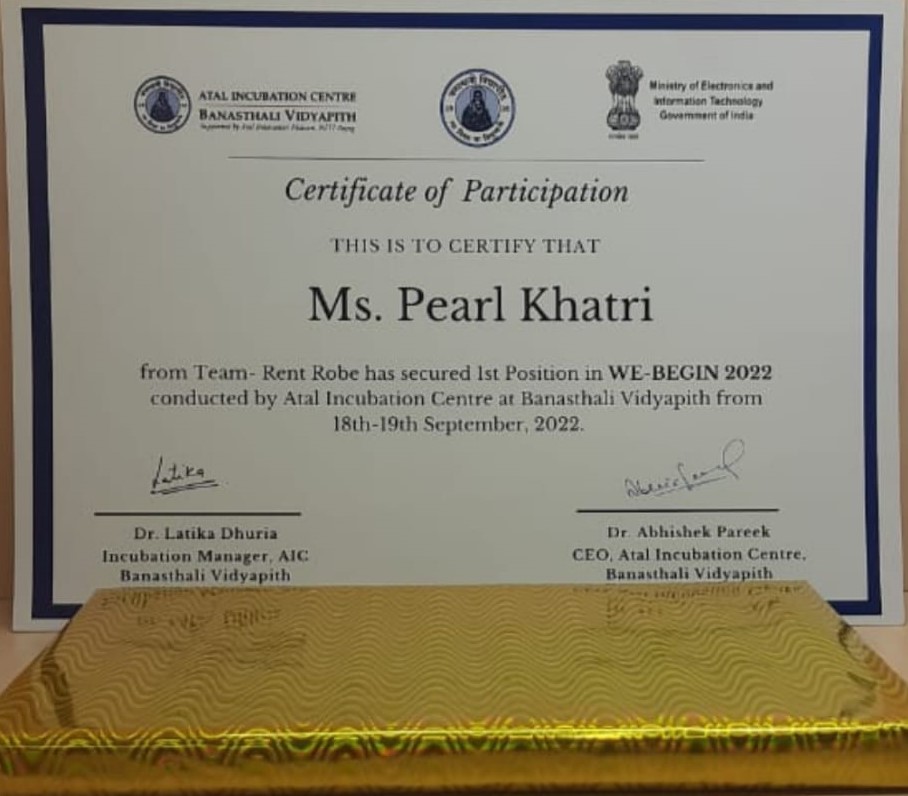 ATAL INCUBATION CENTRE
BANASTHALI VIDYAPITH
Ministry of Electronics and
Information Technology
Government of India
Certificate of Participation
THIS IS TO CERTIFY THAT
Ms. Pearl Khatri
from Team- Rent Robe has secured 1st Position in WE-BEGIN 2022
conducted by Atal Incubation Centre at Banasthali Vidyapith from
18th-19th September, 2022.
Latika
Dr. Latika Dhuria
Incubation Manager, AIC
Banasthali Vidyapith
Dr. Abhishek Pareek
CEO, Atal Incubation Centre,
Banasthali Vidyapith